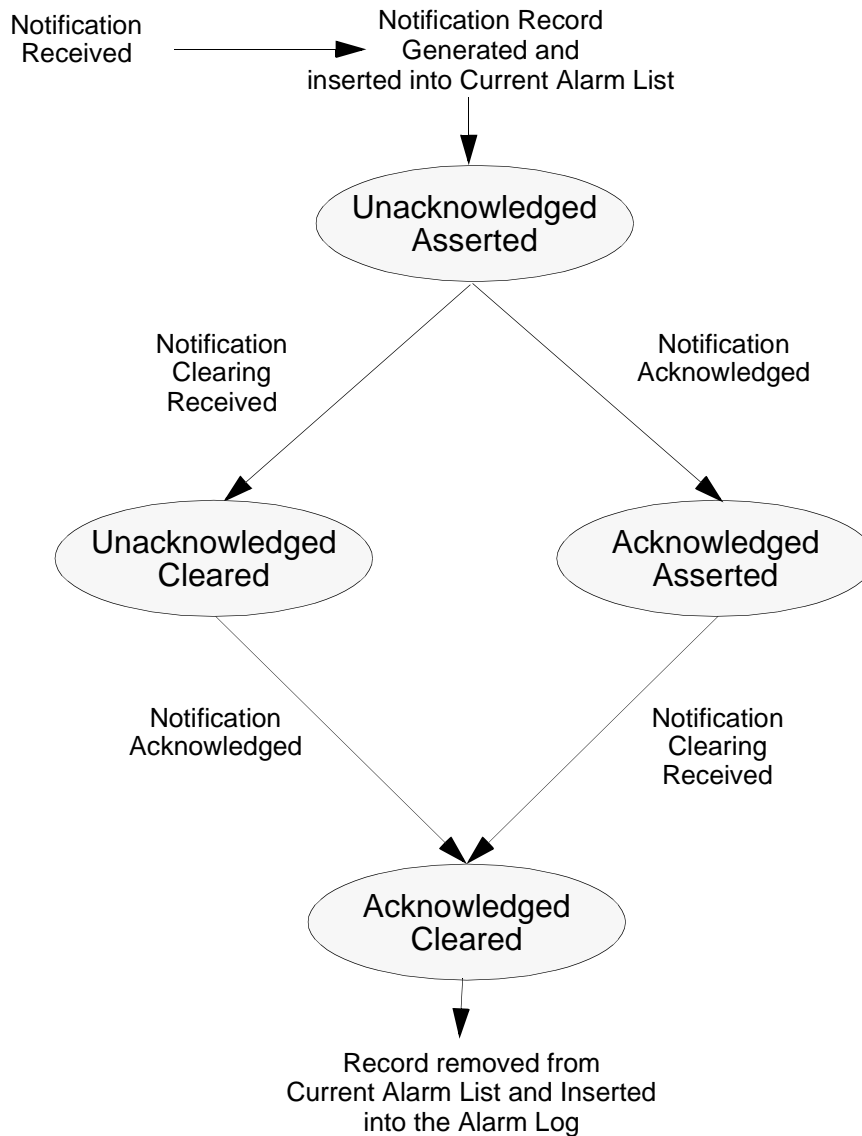 Notification
Received
Notification Record
Generated and
inserted into Current Alarm List
Unacknowledged
Asserted
Notification
Clearing
Received
Notification
Acknowledged
Unacknowledged
Cleared
Acknowledged
Asserted
Notification
Acknowledged
Notification
Clearing
Received
Acknowledged
Cleared
Record removed from
Current Alarm List and Inserted
into the Alarm Log